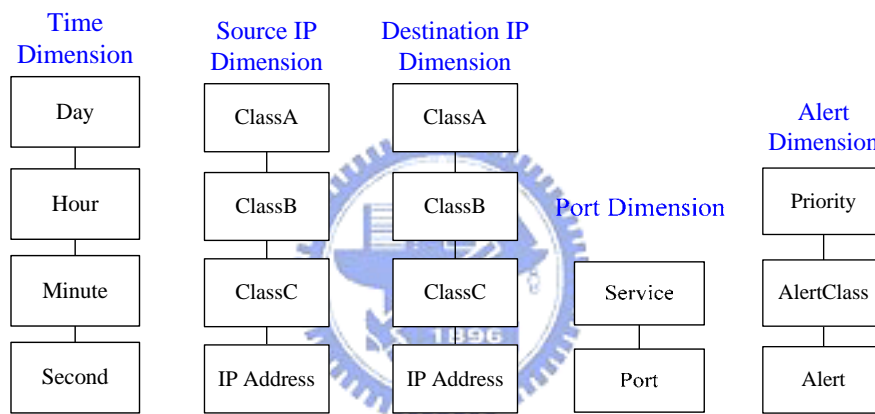 Time
Dimension
Day
Hour
Minute
Second
Source IP
Dimension
ClassA
ClassB
ClassC
IP Address
Destination IP
Dimension
ClassA
ClassB
ClassC
IP Address
Port Dimension
Service
Port
Alert
Dimension
Priority
AlertClass
Alert
1896